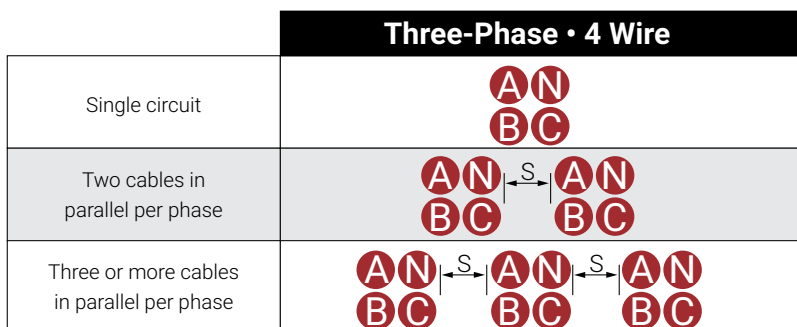 Three-Phase • 4 Wire
Single circuit
A N
B C
Two cables in
parallel per phase
A N S A N
B C B C
Three or more cables
in parallel per phase
A N S A N S A N
B C B C B C